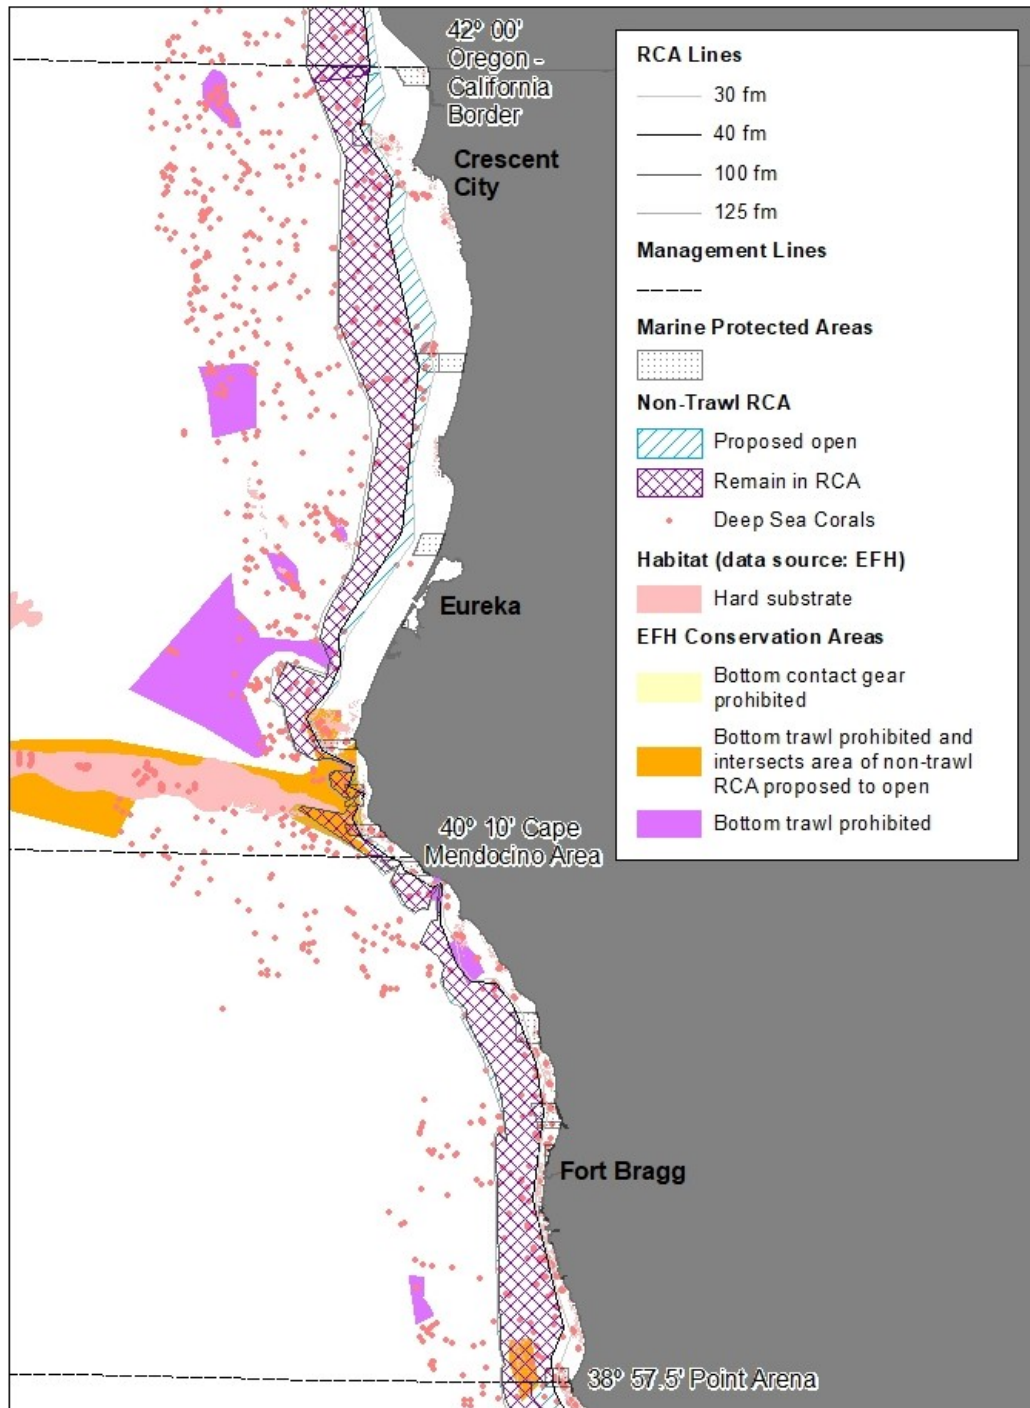 42º 00'
Oregon -
California
Border
Crescent
City
Eureka
40º 10' Cape
Mendocino Area
Fort Bragg
38º 57.5' Point Arena
RCA Lines
30 fm
40 fm
100 fm
125 fm
Management Lines
Marine Protected Areas
Non-Trawl RCA
Proposed open
Remain in RCA
Deep Sea Corals
Habitat (data source: EFH)
Hard substrate
EFH Conservation Areas
Bottom contact gear
prohibited
Bottom trawl prohibited and
intersects area of non-trawl
RCA proposed to open
Bottom trawl prohibited